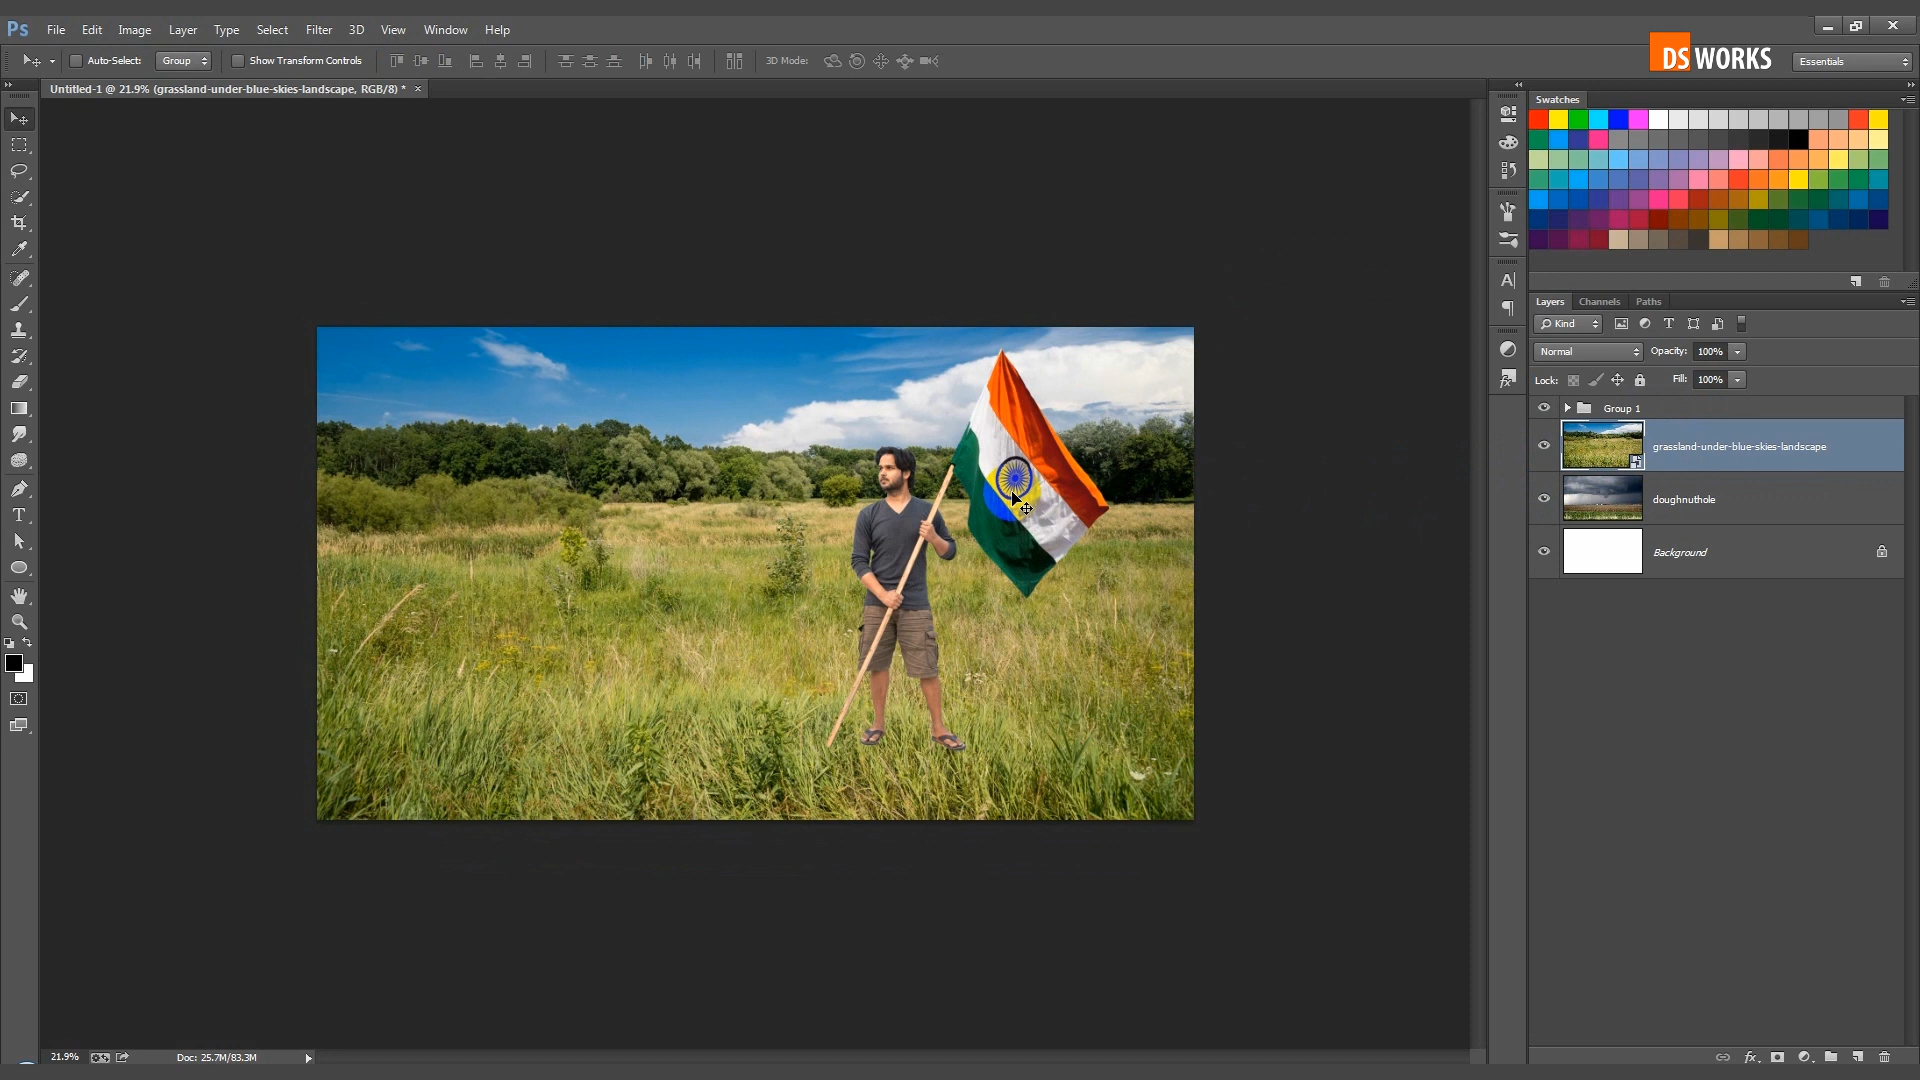 Ps File Edit Image Layer Type Select Filter 3D View Window Help
Auto-Select: Group Show Transform Controls 3D Mode: DS WORKS Essentials
Untitled-1 @ 21.9% (grassland-under-blue-skies-landscape, RGB/8) * ×
Swatches
Layers Channels Paths
Kind
Normal Opacity: 100%
Lock: Fill: 100%
Group 1
grassland-under-blue-skies-landscape
doughnuthole
Background
21.9% Doc: 25.7M/83.3M